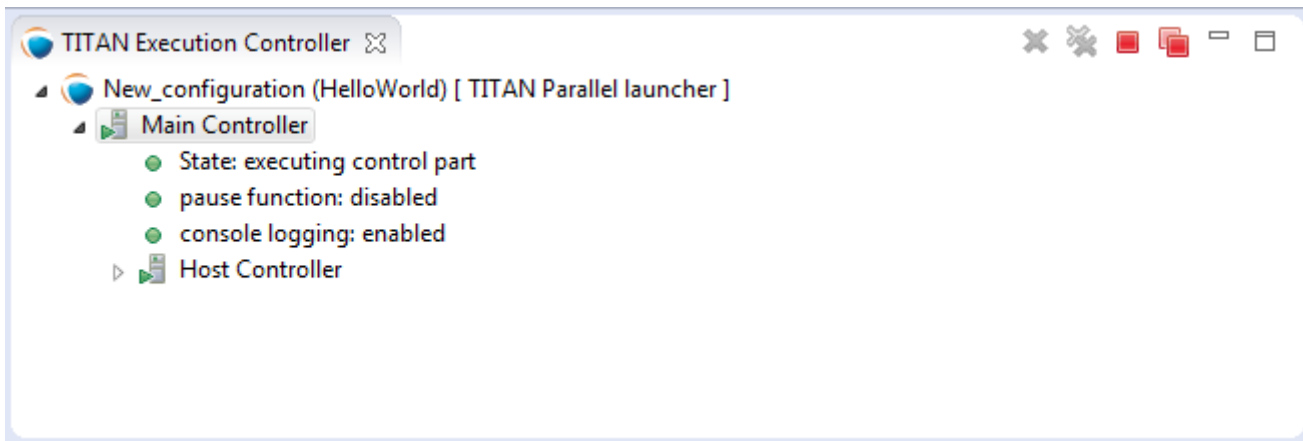 TITAN Execution Controller
New_configuration (HelloWorld) [ TITAN Parallel launcher ]
Main Controller
State: executing control part
pause function: disabled
console logging: enabled
Host Controller